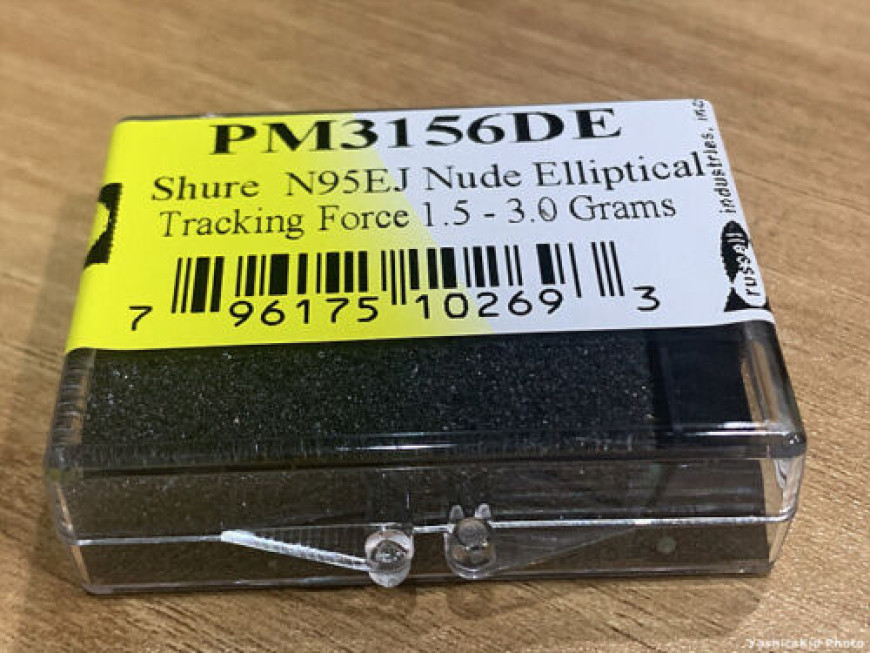 PM3156DE
Shure N95EJ Nude Elliptical
Tracking Force 1.5 - 3.0 Grams
7 96175 10269 3
russell industries, inc
YashicaKid Photo